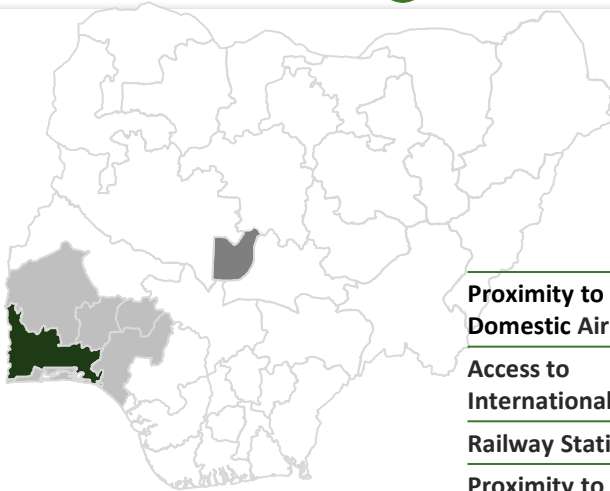 Proximity to
Domestic Air
Access to
International
Railway Stati
Proximity to